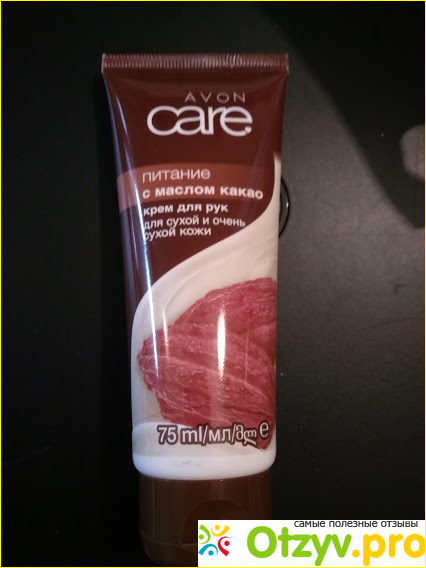 AVON
care
питание
с маслом какао
крем для рук
для сухой и очень
сухой кожи
75 ml/мл/მლ e
самые полезные отзывы
Otzyv.pro